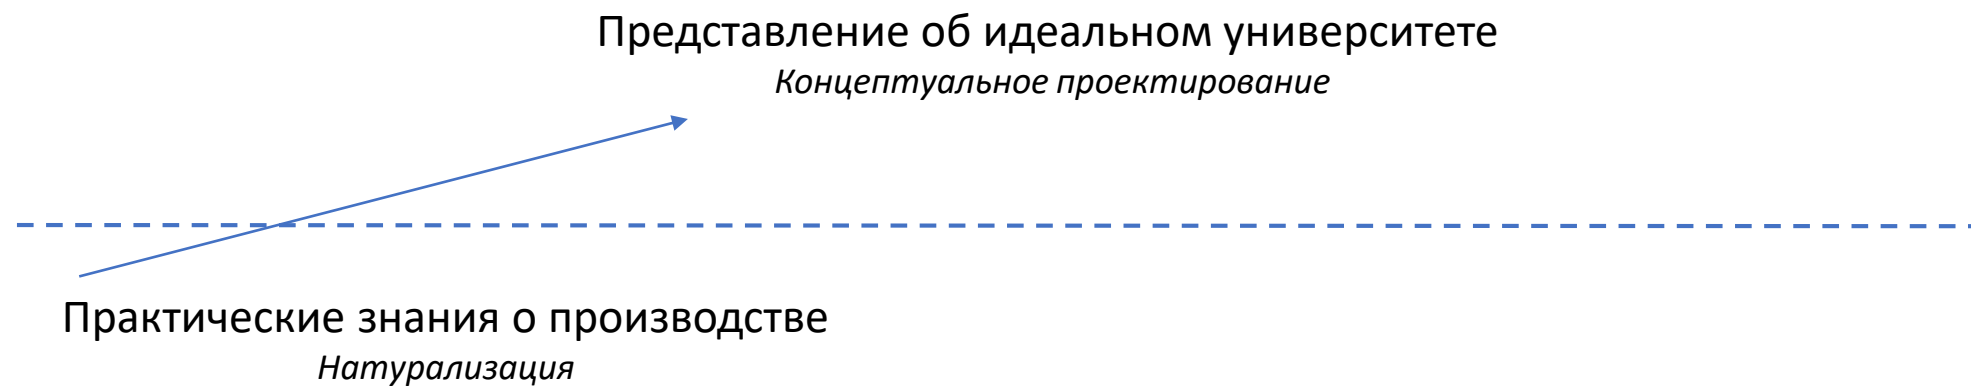 Представление об идеальном университете
Концептуальное проектирование
Практические знания о производстве
Натурализация